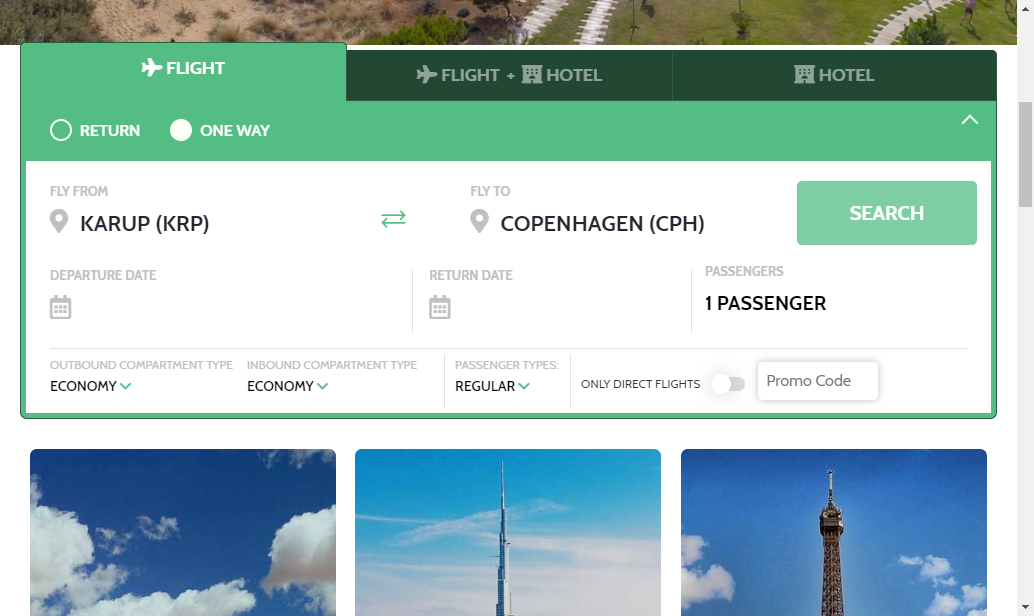 FLIGHT
FLIGHT + HOTEL
HOTEL
RETURN
ONE WAY
FLY FROM
KARUP (KRP)
FLY TO
COPENHAGEN (CPH)
SEARCH
DEPARTURE DATE
RETURN DATE
PASSENGERS
1 PASSENGER
OUTBOUND COMPARTMENT TYPE
ECONOMY
INBOUND COMPARTMENT TYPE
ECONOMY
PASSENGER TYPES:
REGULAR
ONLY DIRECT FLIGHTS
Promo Code